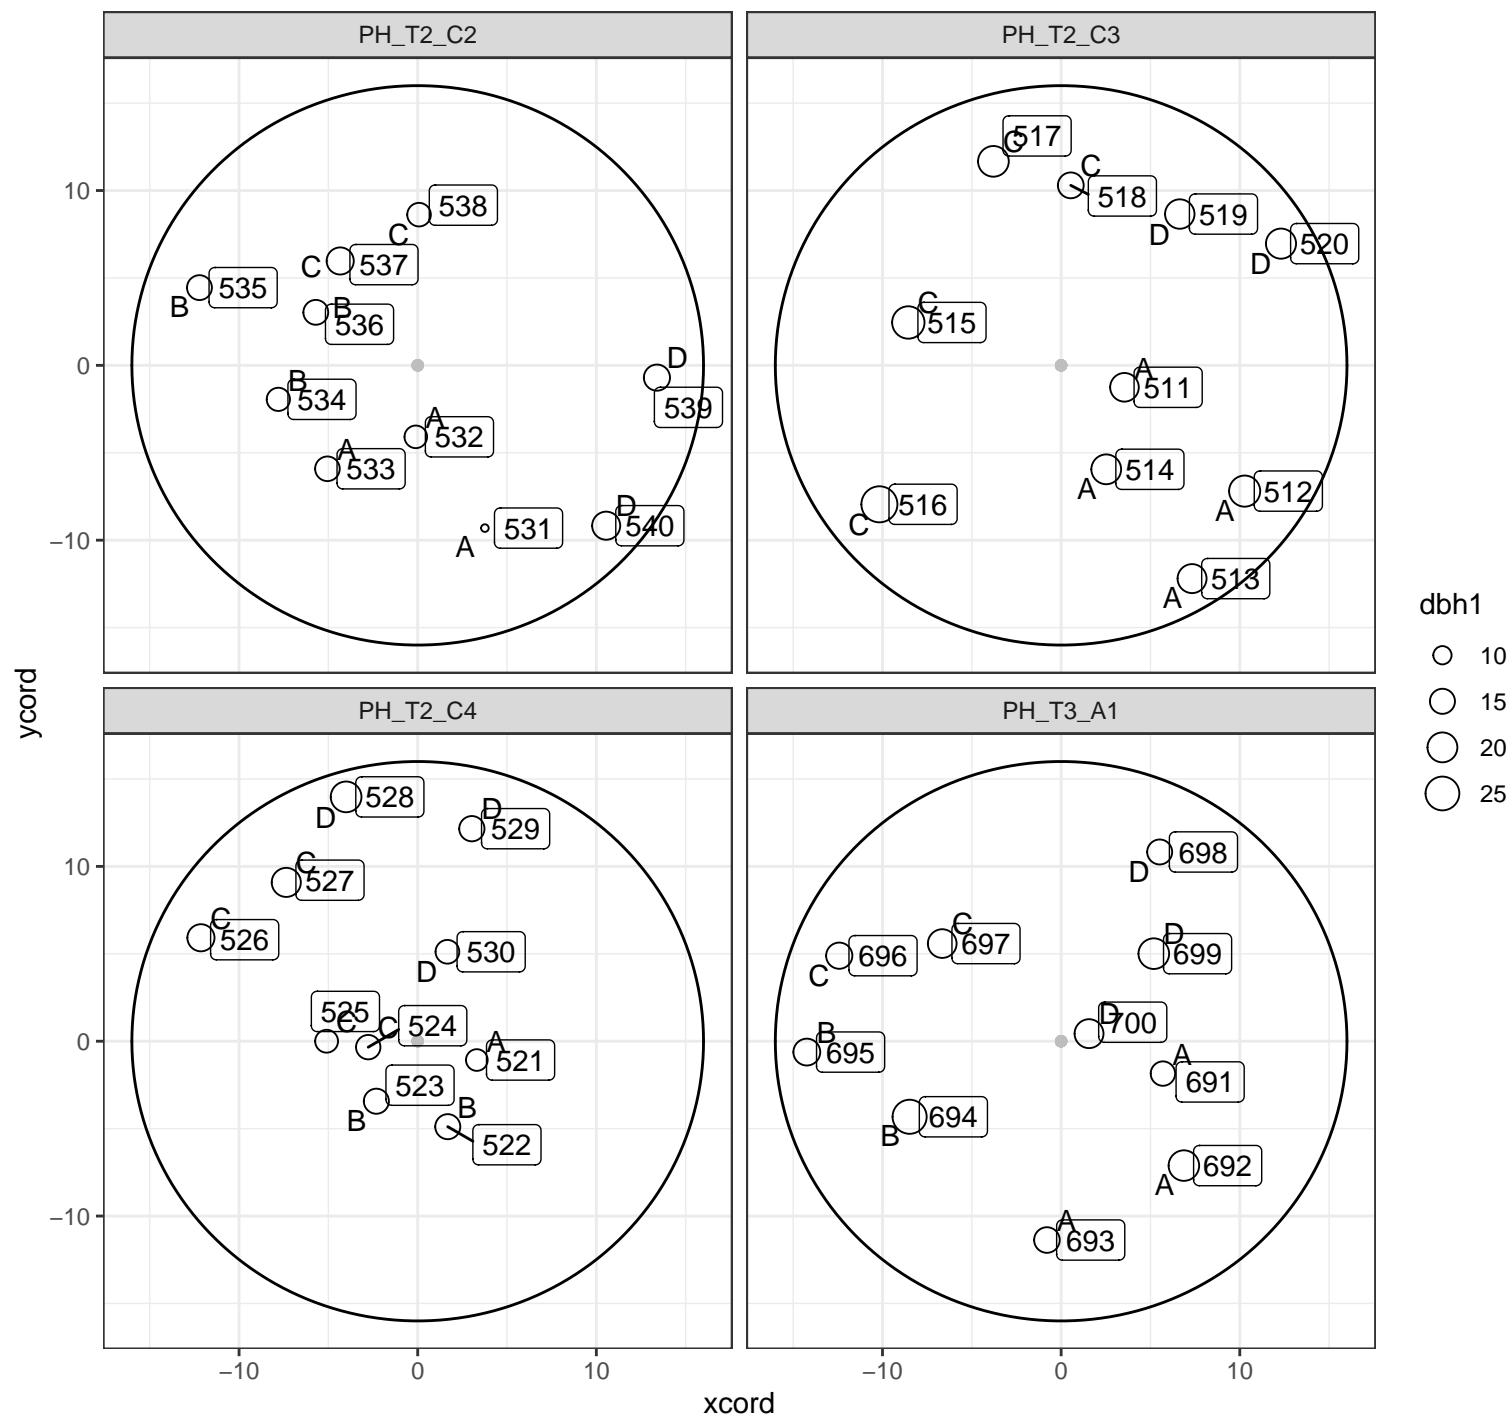 PH_T2_C2
PH_T2_C3
10
0
−10
538
C
C
537
535
B
B
536
B
534
A
532
A
533
D
539
D
540
531
A
517
C
C
518
519
D
520
D
C
515
A
511
514
A
512
A
516
C
513
A
PH_T2_C4
PH_T3_A1
10
0
−10
528
D
D
529
C
527
C
526
530
D
525
C
C
524
A
521
523
B
B
522
698
D
C
697
696
C
D
699
D
700
B
695
A
691
694
B
692
A
A
693
−10
0
10
−10
0
10
xcord
ycord
dbh1
10
15
20
25